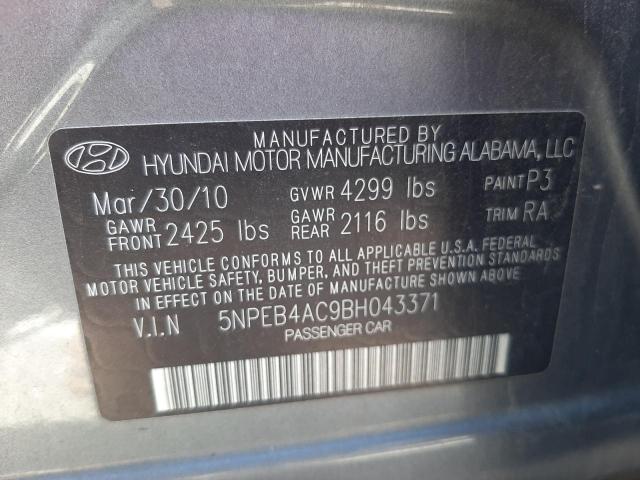 MANUFACTURED BY
HYUNDAI MOTOR MANUFACTURING ALABAMA, LLC
Mar/30/10 GVWR 4299 lbs PAINT P3
GAWR FRONT 2425 lbs GAWR REAR 2116 lbs TRIM RA
THIS VEHICLE CONFORMS TO ALL APPLICABLE U.S.A. FEDERAL
MOTOR VEHICLE SAFETY, BUMPER, AND THEFT PREVENTION STANDARDS
IN EFFECT ON THE DATE OF MANUFACTURE SHOWN ABOVE
V.I.N 5NPEB4AC9BH043371
PASSENGER CAR